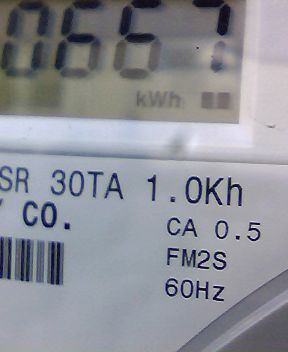 0667
kWh
SR 30TA 1.0Kh
Y CO.
CA 0.5
FM2S
60Hz